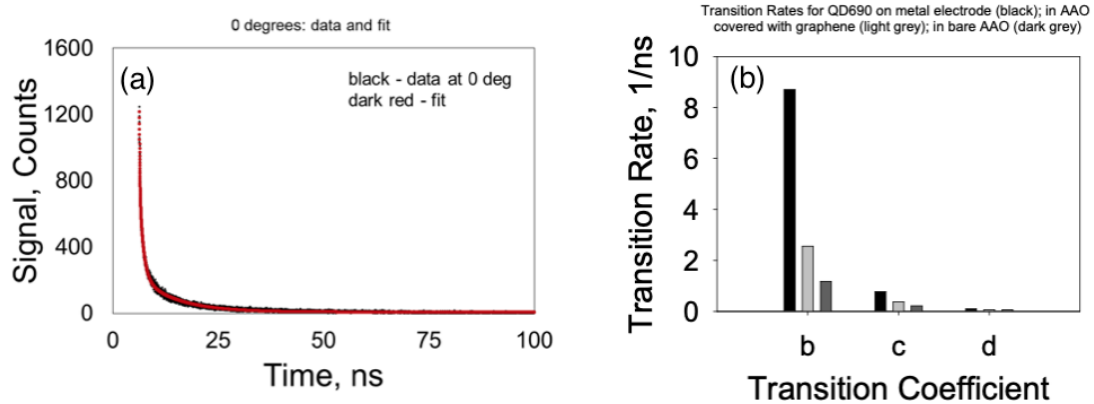 0 degrees: data and fit
(a)
black - data at 0 deg
dark red - fit
Signal, Counts
1600
1200
800
400
0
0 25 50 75 100
Time, ns
Transition Rates for QD690 on metal electrode (black); in AAO
covered with graphene (light grey); in bare AAO (dark grey)
(b)
Transition Rate, 1/ns
10
8
6
4
2
0
b c d
Transition Coefficient